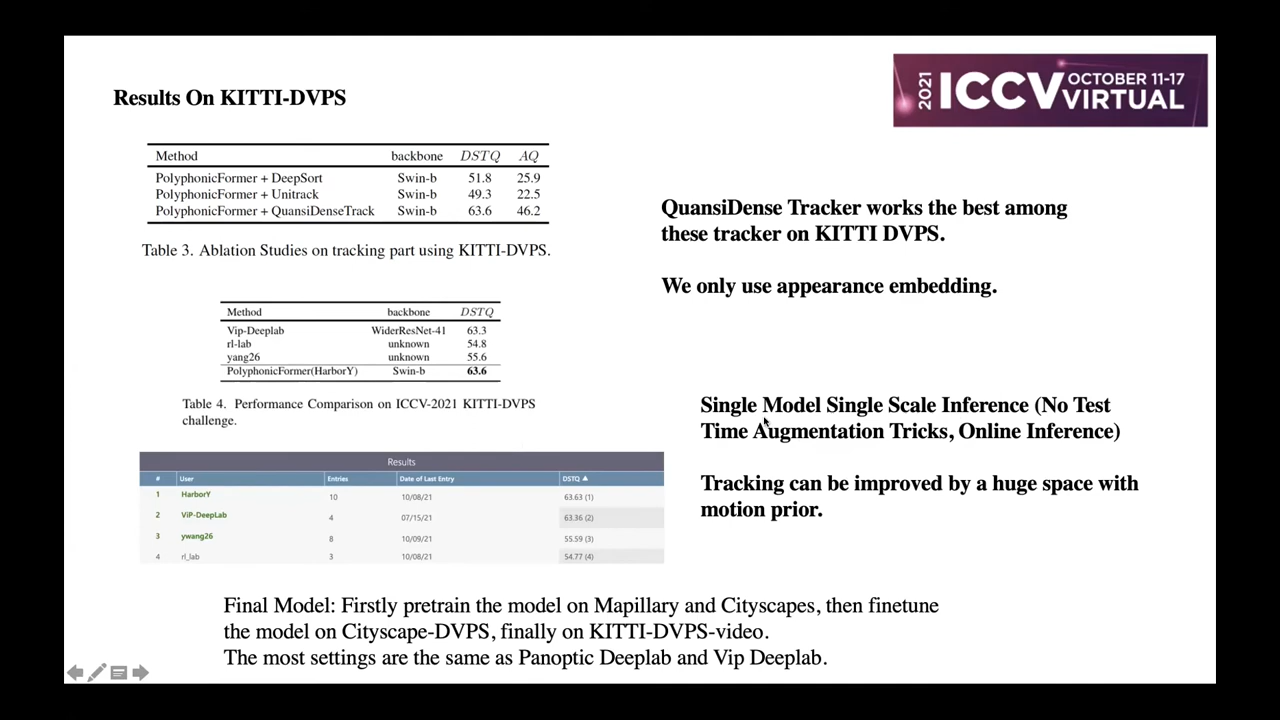 Results On KITTI-DVPS
2021 ICCV OCTOBER 11-17 VIRTUAL
Method backbone DSTQ AQ
PolyphonicFormer + DeepSort Swin-b 51.8 25.9
PolyphonicFormer + Unitrack Swin-b 49.3 22.5
PolyphonicFormer + QuansiDenseTrack Swin-b 63.6 46.2
Table 3. Ablation Studies on tracking part using KITTI-DVPS.
Method backbone DSTQ
Vip-Deeplab WiderResNet-41 63.3
rl-lab unknown 54.8
yang26 unknown 55.6
PolyphonicFormer(HarborY) Swin-b 63.6
Table 4. Performance Comparison on ICCV-2021 KITTI-DVPS
challenge.
Results
# User Entries Date of Last Entry DSTQ ▲
1 HarborY 10 10/08/21 63.63 (1)
2 ViP-DeepLab 4 07/15/21 63.36 (2)
3 ywang26 8 10/09/21 55.59 (3)
4 rl_lab 3 10/08/21 54.77 (4)
QuansiDense Tracker works the best among
these tracker on KITTI DVPS.
We only use appearance embedding.
Single Model Single Scale Inference (No Test
Time Augmentation Tricks, Online Inference)
Tracking can be improved by a huge space with
motion prior.
Final Model: Firstly pretrain the model on Mapillary and Cityscapes, then finetune
the model on Cityscape-DVPS, finally on KITTI-DVPS-video.
The most settings are the same as Panoptic Deeplab and Vip Deeplab.